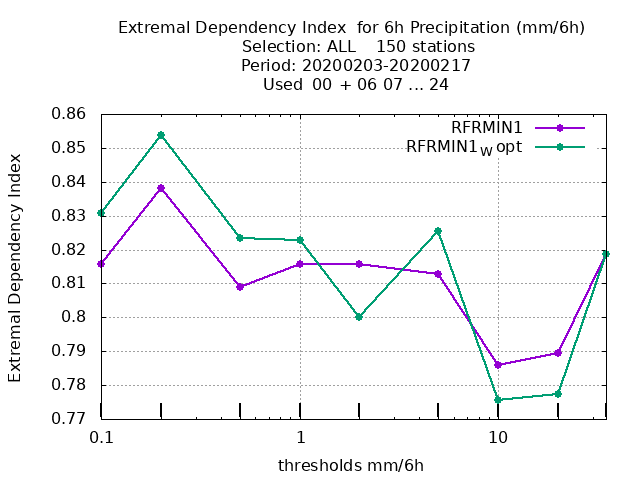 Extremal Dependency Index  for 6h Precipitation (mm/6h)
Selection: ALL    150 stations
Period: 20200203-20200217
Used  00  + 06 07 ... 24
RFRMIN1
RFRMIN1W opt
0.86
0.85
0.84
0.83
0.82
0.81
0.8
0.79
0.78
0.77
Extremal Dependency Index
0.1 1 10
thresholds mm/6h